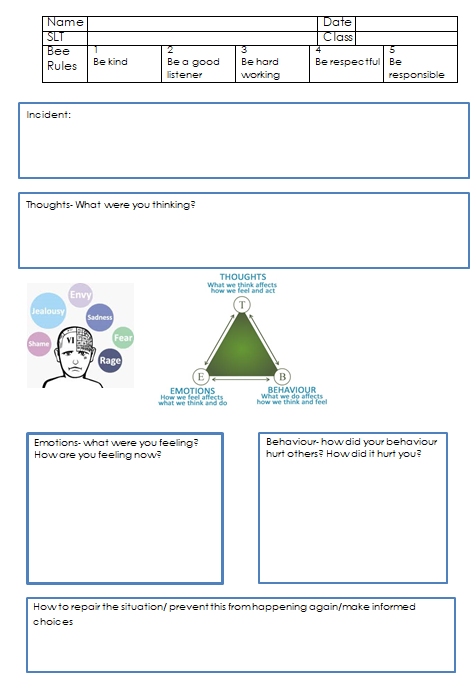 Name Date
SLT Class
Bee Rules 1 Be kind 2 Be a good listener 3 Be hard working 4 Be respectful 5 Be responsible
Incident:
Thoughts- What were you thinking?
Envy
Jealousy
Sadness
Shame
Fear
Rage
VI
THOUGHTS
What we think affects
how we feel and act
T
E
B
EMOTIONS
How we feel affects
what we think and do
BEHAVIOUR
What we do affects
how we think and feel
Emotions- what were you feeling?
How are you feeling now?
Behaviour- how did your behaviour
hurt others? How did it hurt you?
How to repair the situation/ prevent this from happening again/make informed
choices